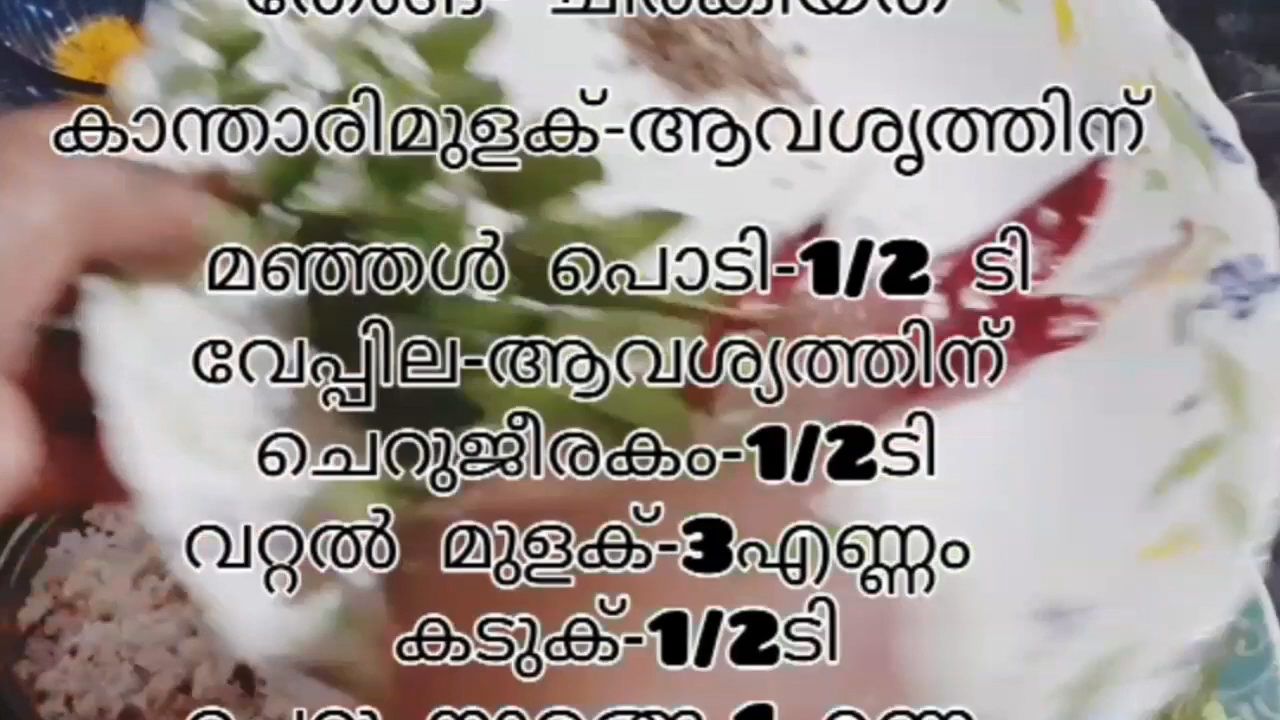 തേങ്ങ- ചിരകിയത്
കാന്താരിമുളക്-ആവശൃത്തിന്
മഞ്ഞൾ പൊടി-1/2 ടി
വേപ്പില-ആവശ്യത്തിന്
ചെറുജീരകം-1/2ടി
വറ്റൽ മുളക്-3എണ്ണം
കടുക്-1/2ടി